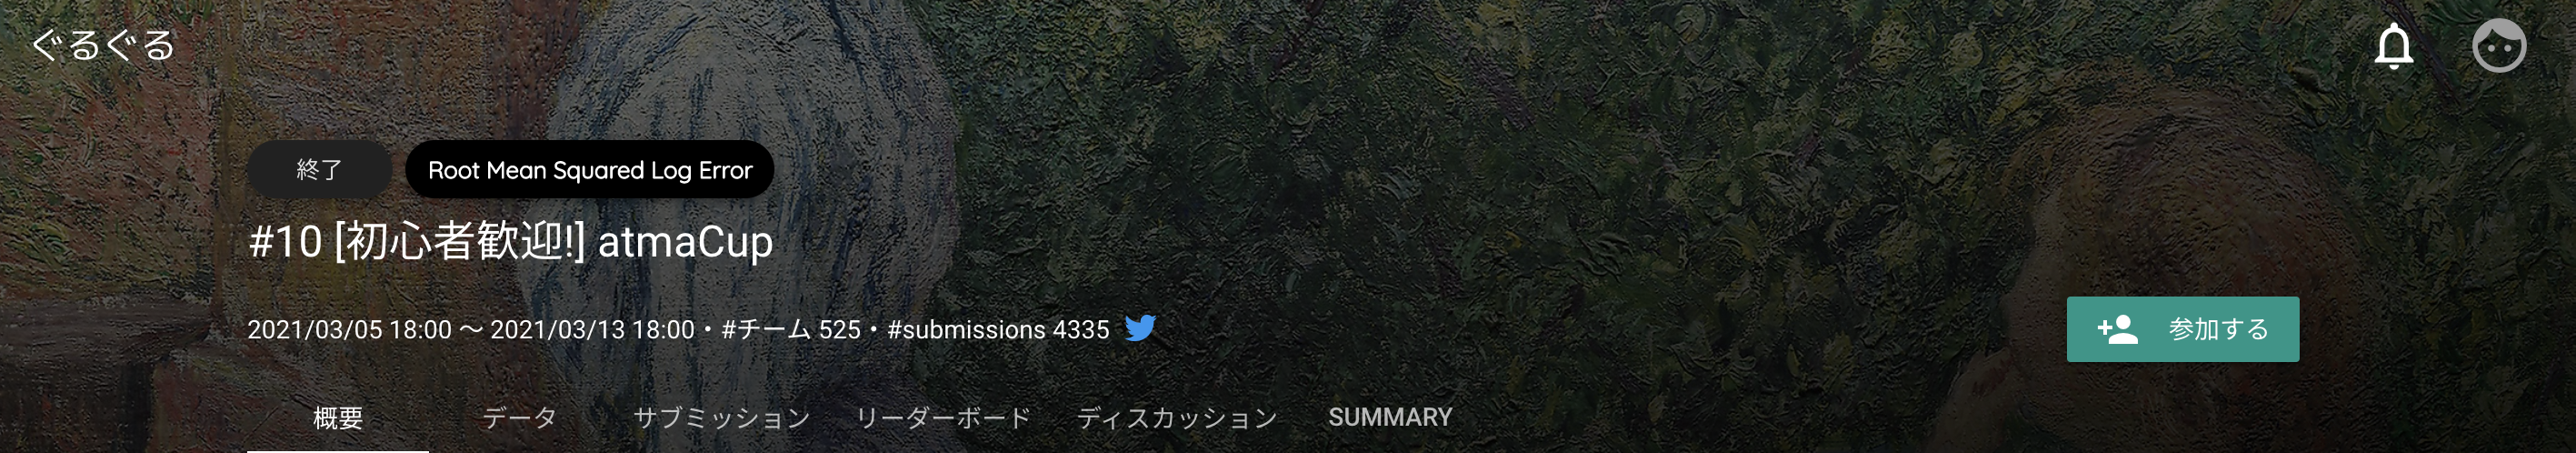 ぐるぐる
終了 Root Mean Squared Log Error
#10 [初心者歓迎!] atmaCup
2021/03/05 18:00 〜 2021/03/13 18:00・#チーム 525・#submissions 4335
参加する
概要 データ サブミッション リーダーボード ディスカッション SUMMARY